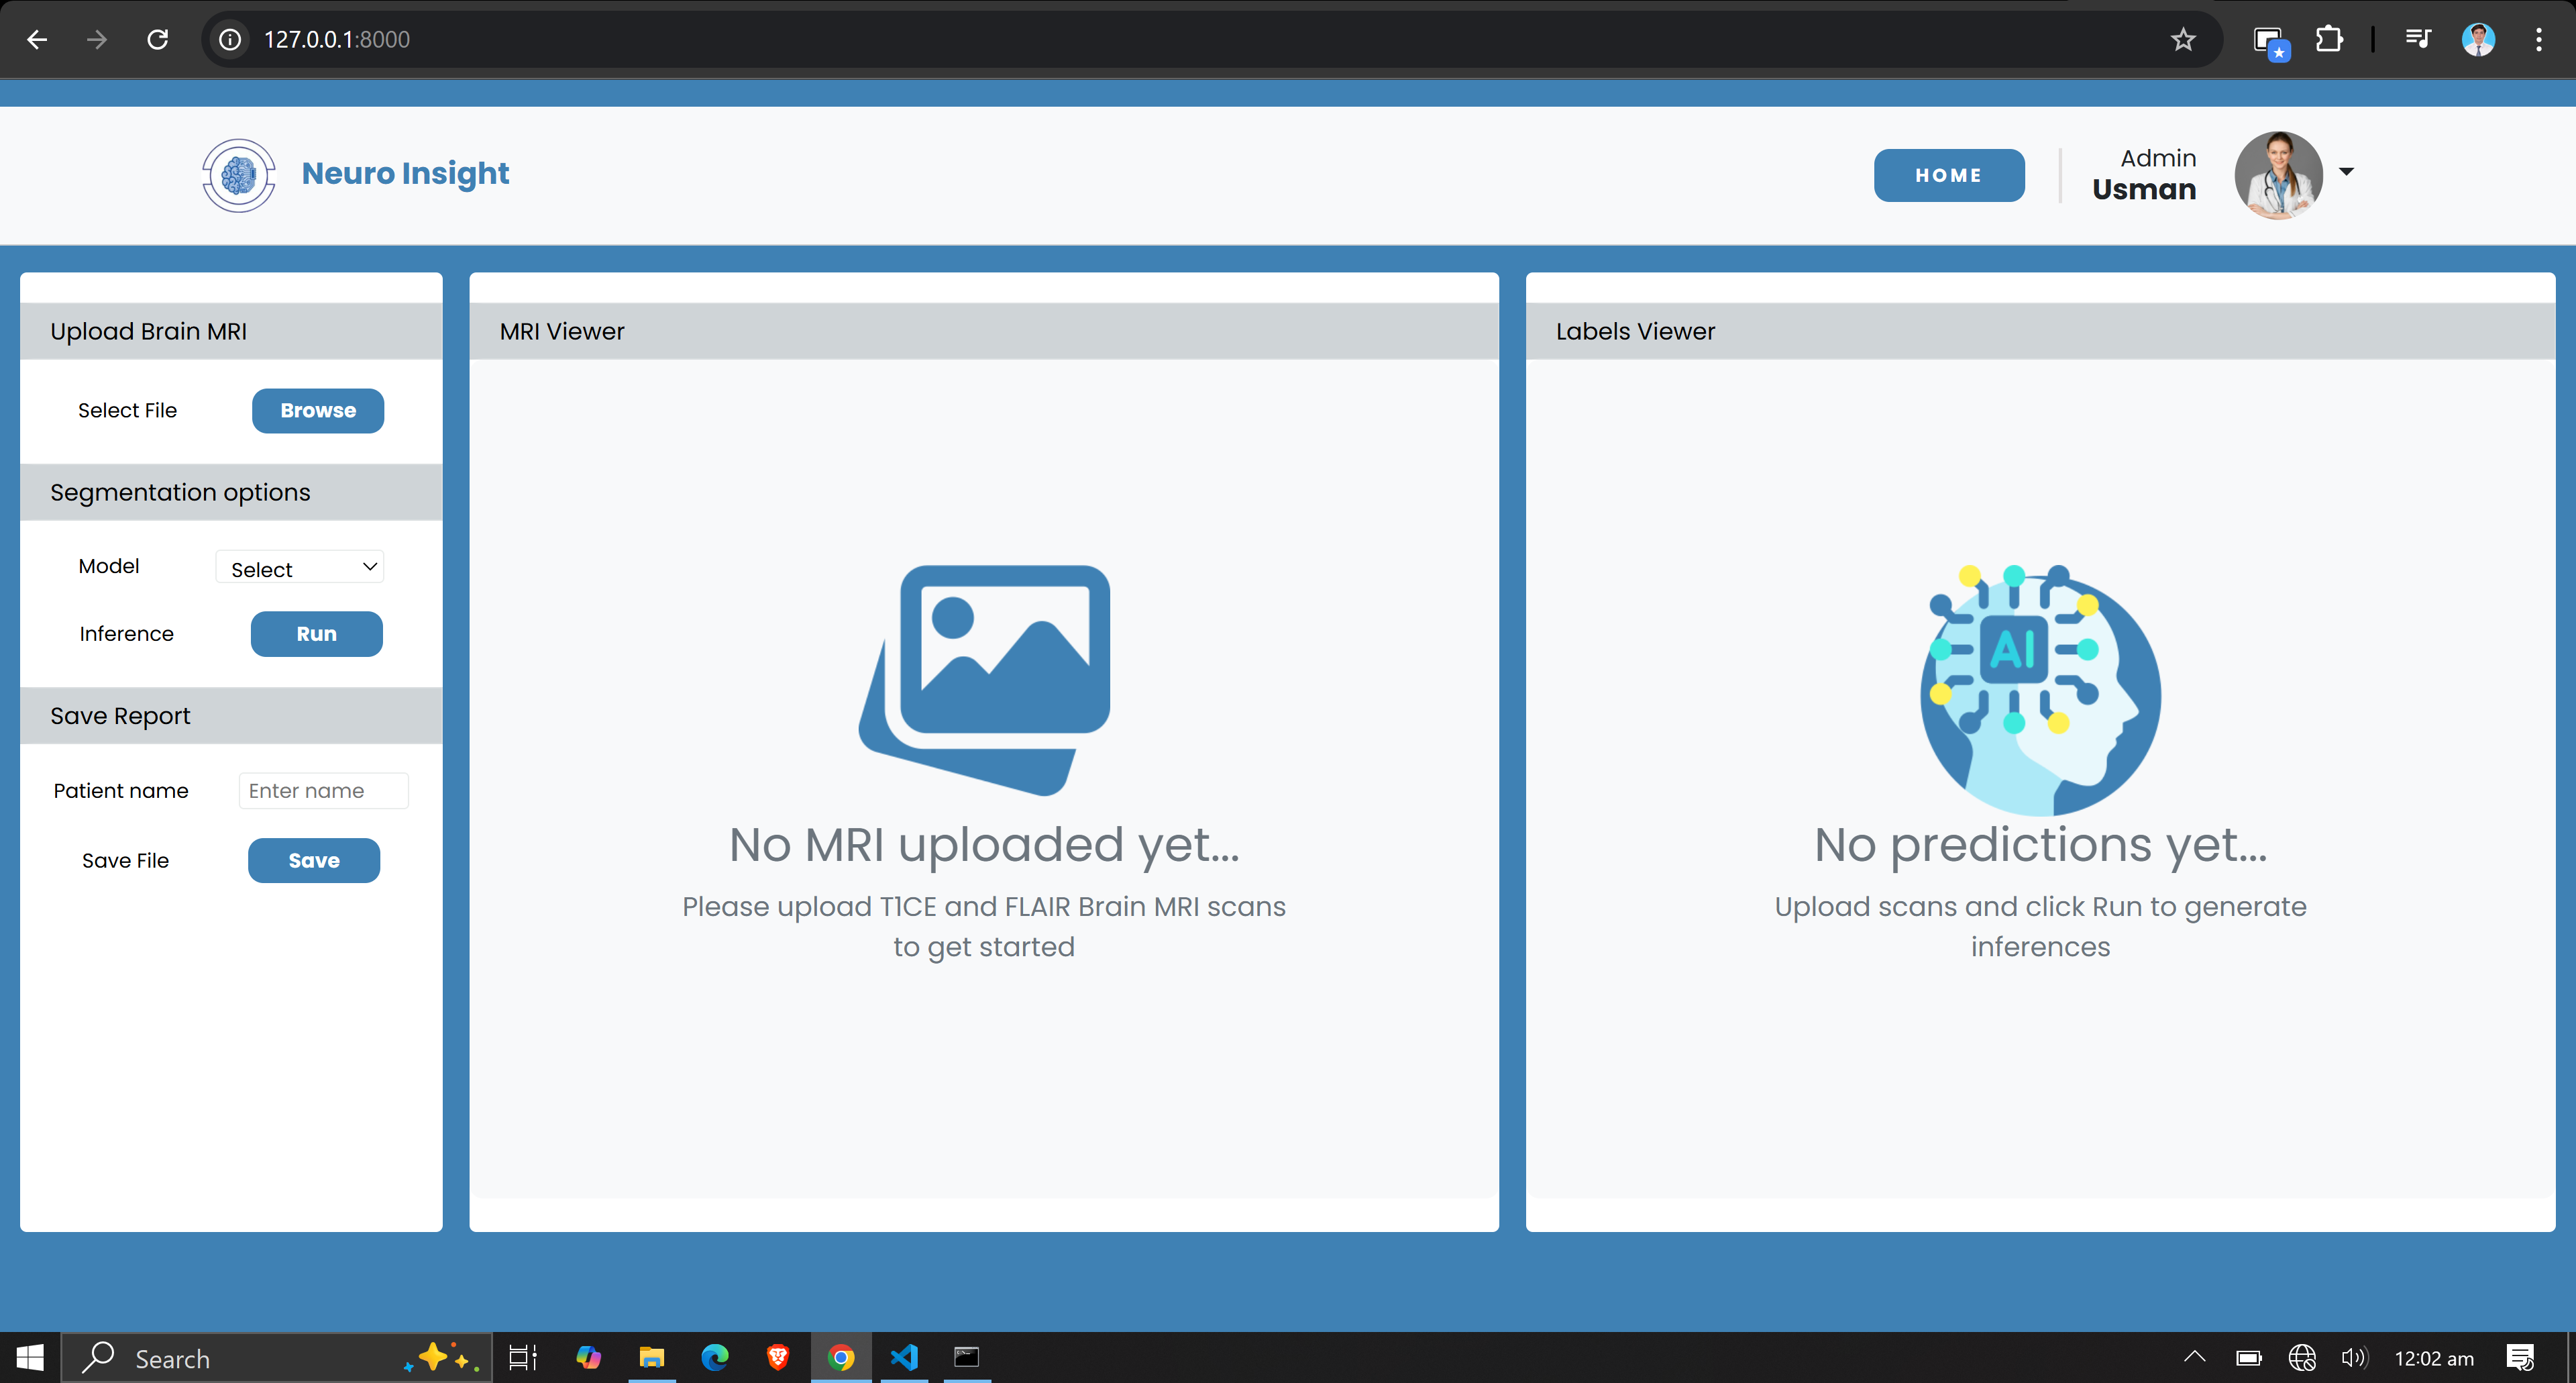 127.0.0.1:8000
Neuro Insight
HOME
Admin
Usman
Upload Brain MRI
Select File
Browse
Segmentation options
Model
Select
Inference
Run
Save Report
Patient name
Enter name
Save File
Save
MRI Viewer
No MRI uploaded yet...
Please upload T1CE and FLAIR Brain MRI scans
to get started
Labels Viewer
AI
No predictions yet...
Upload scans and click Run to generate
inferences
Search
12:02 am